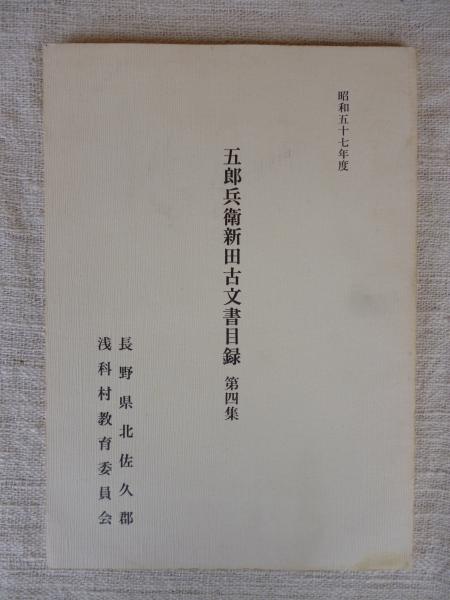 昭和五十七年度
五郎兵衛新田古文書目録 第四集
長野県北佐久郡
浅科村教育委員会